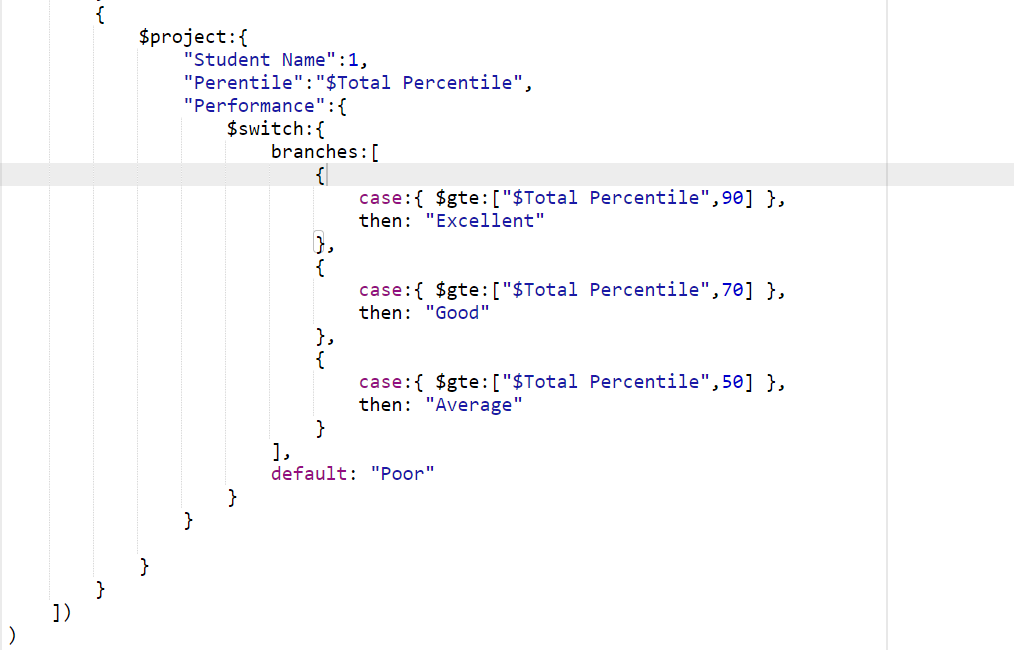 {
$project:{
"Student Name":1,
"Perentile":"$Total Percentile",
"Performance":{
$switch:{
branches:[
{
case:{ $gte:["$Total Percentile",90] },
then: "Excellent"
},
{
case:{ $gte:["$Total Percentile",70] },
then: "Good"
},
{
case:{ $gte:["$Total Percentile",50] },
then: "Average"
}
],
default: "Poor"
}
}
}
}
])
)